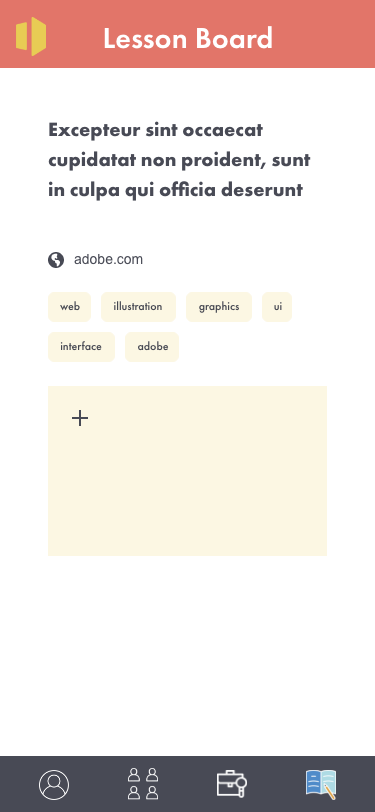 Lesson Board
Excepteur sint occaecat
cupidatat non proident, sunt
in culpa qui officia deserunt
adobe.com
web illustration graphics ui
interface adobe